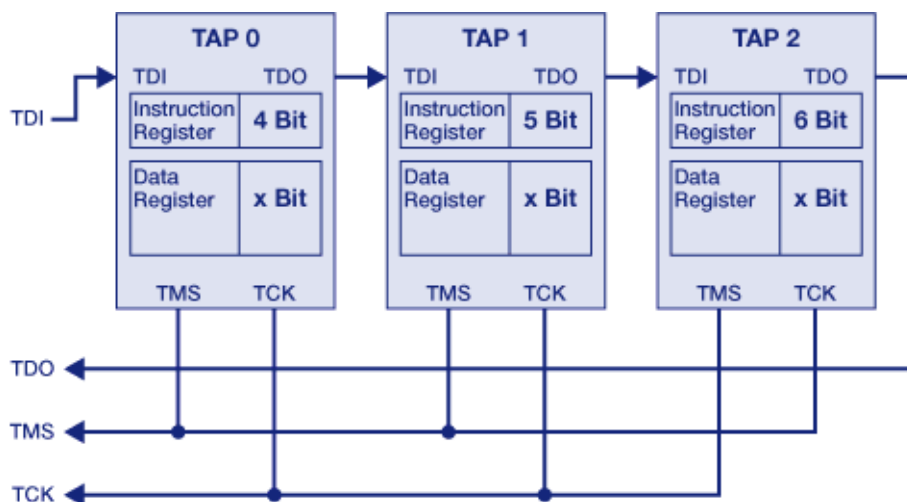 TAP 0 TAP 1 TAP 2
TDI TDO TDI TDO TDI TDO
TDI
Instruction Register 4 Bit Instruction Register 5 Bit Instruction Register 6 Bit
Data Register x Bit Data Register x Bit Data Register x Bit
TMS TCK TMS TCK TMS TCK
TDO
TMS
TCK